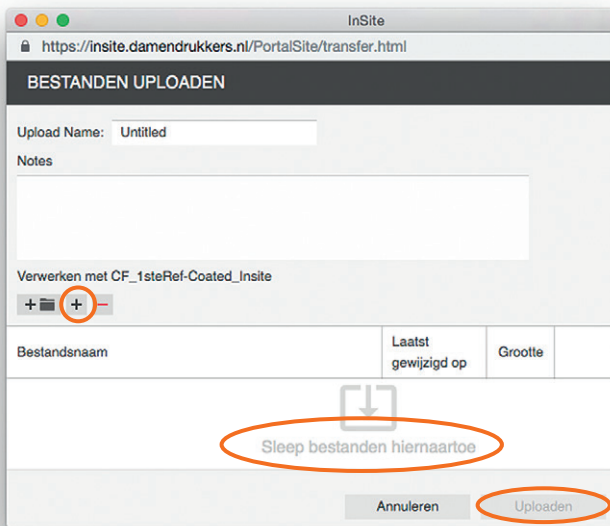 InSite
https://insite.damendrukkers.nl/PortalSite/transfer.html
BESTANDEN UPLOADEN
Upload Name: Untitled
Notes
Verwerken met CF_1steRef-Coated_Insite
Bestandsnaam
Laatst
gewijzigd op
Grootte
Sleep bestanden hiernaartoe
Annuleren
Uploaden